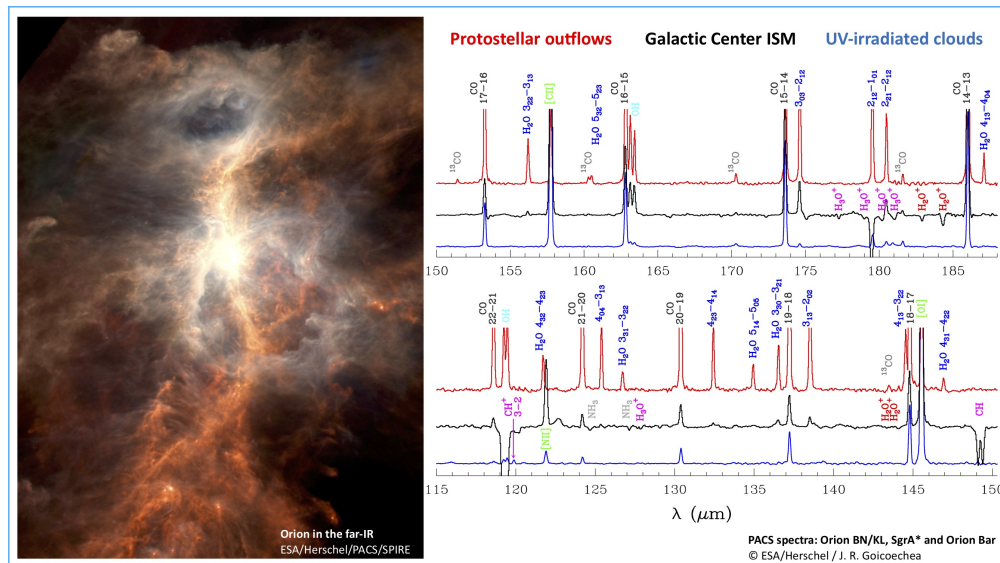 Orion in the far-IR
ESA/Herschel/PACS/SPIRE
Protostellar outflows Galactic Center ISM UV-irradiated clouds
¹³CO
CO 17−16
H₂O 3₂₂−3₁₃
[CII]
¹³CO
H₂O 5₃₂−5₂₃
CO 16−15
OH
¹³CO
CO 15−14
3₀₃−2₁₂
2₁₂−1₀₁
2₂₁−2₁₂
¹³CO
CO 14−13
H₂O 4₁₃−4₀₄
H₃O⁺ H₃O⁺ H₃O⁺ H₃O⁺ H₂O⁺ H₂O⁺
150 155 160 165 170 175 180 185
CO 22−21
OH
H₂O 4₃₂−4₂₃
CO 21−20
4₀₄−3₁₃
H₂O 3₃₁−3₂₂
CO 20−19
4₂₃−4₁₄
H₂O 5₁₄−5₀₅
H₂O 3₃₀−3₂₁
19−18
3₁₃−2₀₂
¹³CO
4₁₃−3₂₂
18−17
[OI]
H₂O 4₃₁−4₂₂
CH⁺
3−2
[NII]
NH₃
NH₃
H₃O⁺
H₂O⁺
H₂O⁺
CH
115 120 125 130 135 140 145 150
λ (μm)
PACS spectra: Orion BN/KL, SgrA* and Orion Bar
© ESA/Herschel / J. R. Goicoechea